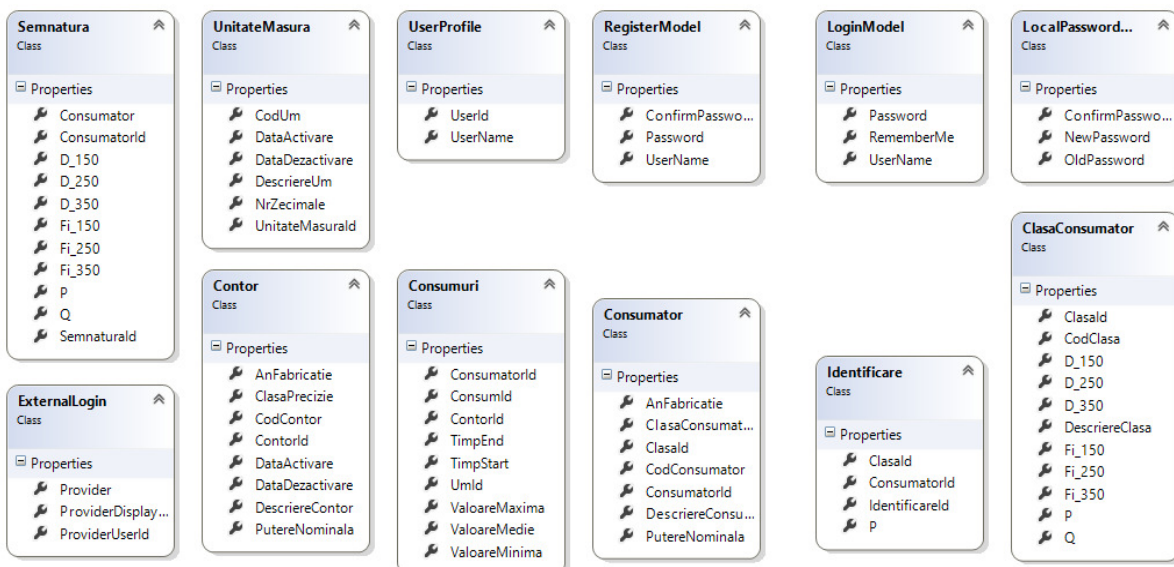 Semnatura
Class
Properties
Consumator
ConsumatorId
D_150
D_250
D_350
Fi_150
Fi_250
Fi_350
P
Q
SemnaturaId
UnitateMasura
Class
Properties
CodUm
DataActivare
DataDezactivare
DescriereUm
NrZecimale
UnitateMasuraId
UserProfile
Class
Properties
UserId
UserName
RegisterModel
Class
Properties
ConfirmPasswo...
Password
UserName
LoginModel
Class
Properties
Password
RememberMe
UserName
LocalPassword...
Class
Properties
ConfirmPasswo...
NewPassword
OldPassword
ExternalLogin
Class
Properties
Provider
ProviderDisplay...
ProviderUserId
Contor
Class
Properties
AnFabricatie
ClasaPrecizie
CodContor
ContorId
DataActivare
DataDezactivare
DescriereContor
PutereNominala
Consumuri
Class
Properties
ConsumatorId
ConsumId
ContorId
TimpEnd
TimpStart
UmId
ValoareMaxima
ValoareMedie
ValoareMinima
Consumator
Class
Properties
AnFabricatie
ClasaConsumat...
ClasaId
CodConsumator
ConsumatorId
DescriereConsu...
PutereNominala
Identificare
Class
Properties
ClasaId
ConsumatorId
IdentificareId
P
ClasaConsumator
Class
Properties
ClasaId
CodClasa
D_150
D_250
D_350
DescriereClasa
Fi_150
Fi_250
Fi_350
P
Q